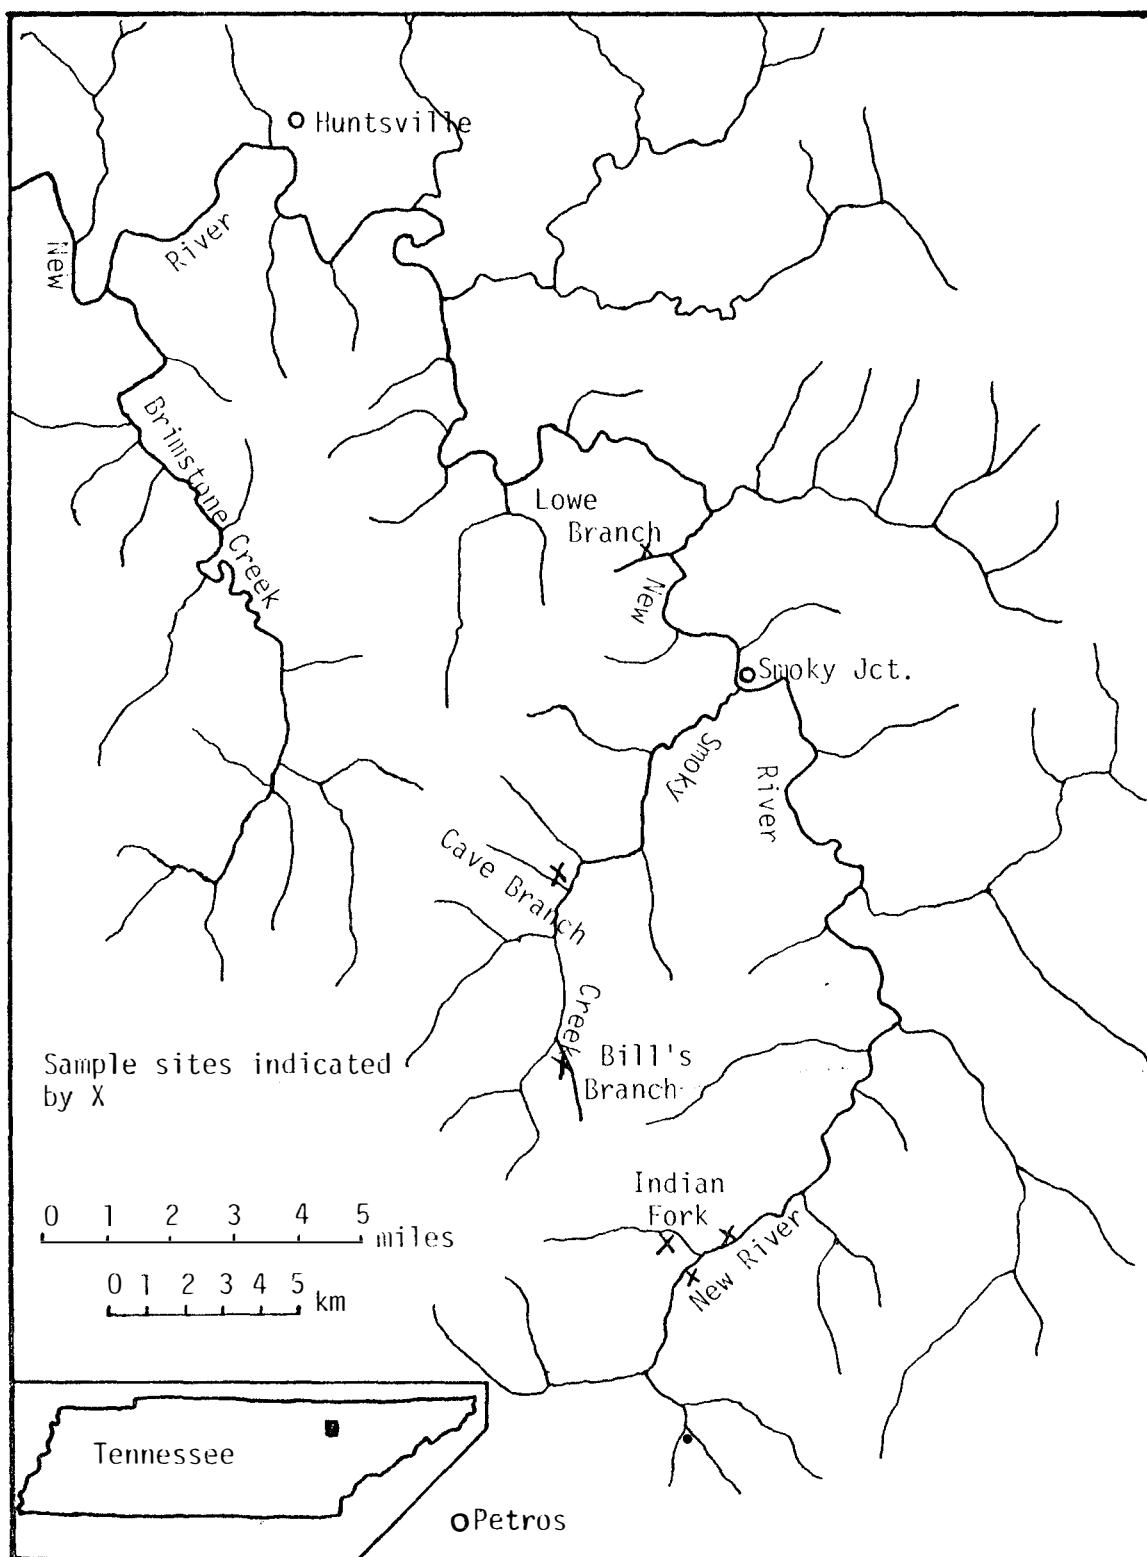 Huntsville
New
River
Brimstone Creek
Lowe
Branch
New
Smoky Jct.
Smoky
River
Cave Branch
Creek
Bill's
Branch
Sample sites indicated
by X
Indian
Fork
New River
0 1 2 3 4 5
miles
0 1 2 3 4 5
km
Tennessee
Petros